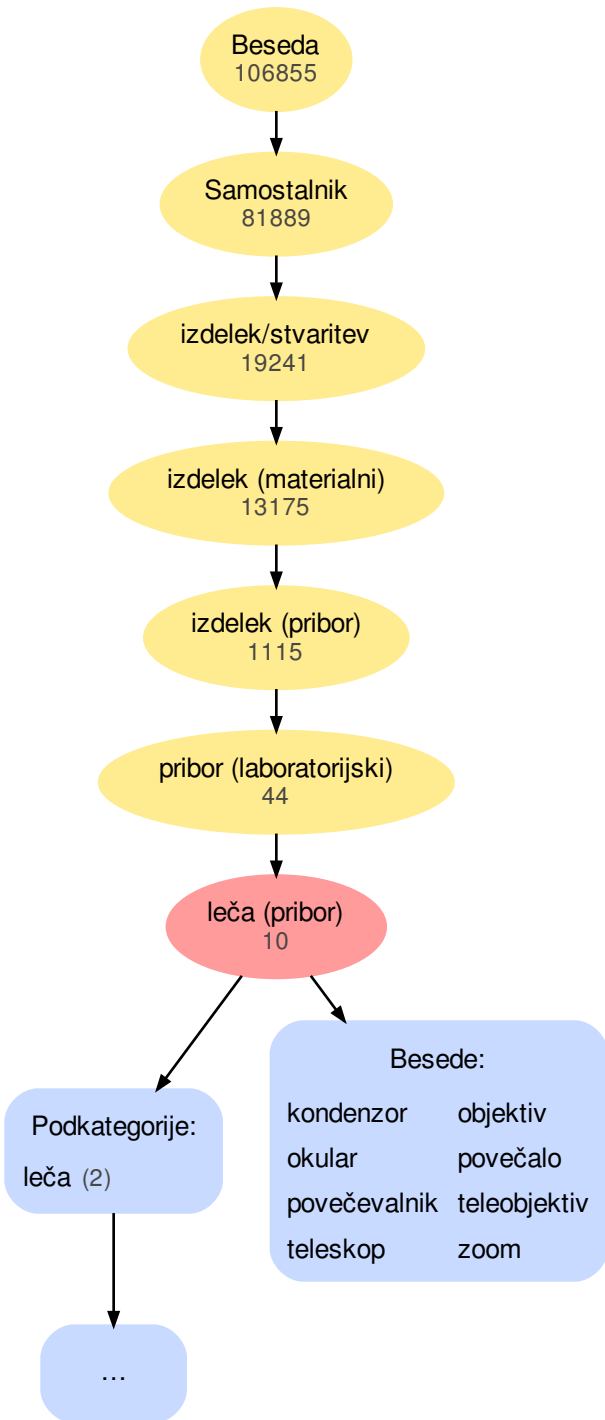 Beseda
106855
Samostalnik
81889
izdelek/stvaritev
19241
izdelek (materialni)
13175
izdelek (pribor)
1115
pribor (laboratorijski)
44
leča (pribor)
10
Podkategorije:
leča (2)
…
Besede:
kondenzor objektiv
okular povečalo
povečevalnik teleobjektiv
teleskop zoom